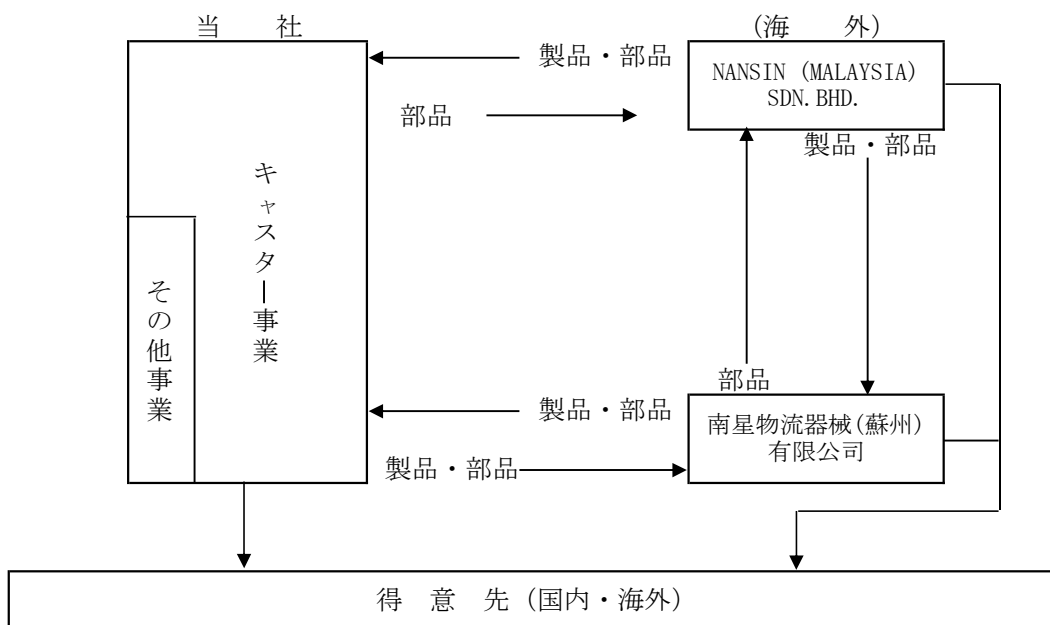 当　社
(海　外)
製品・部品
NANSIN (MALAYSIA)
SDN.BHD.
部品
製品・部品
キャスター事業
その他事業
部品
製品・部品
南星物流器械(蘇州)
有限公司
製品・部品
得　意　先 (国内・海外)